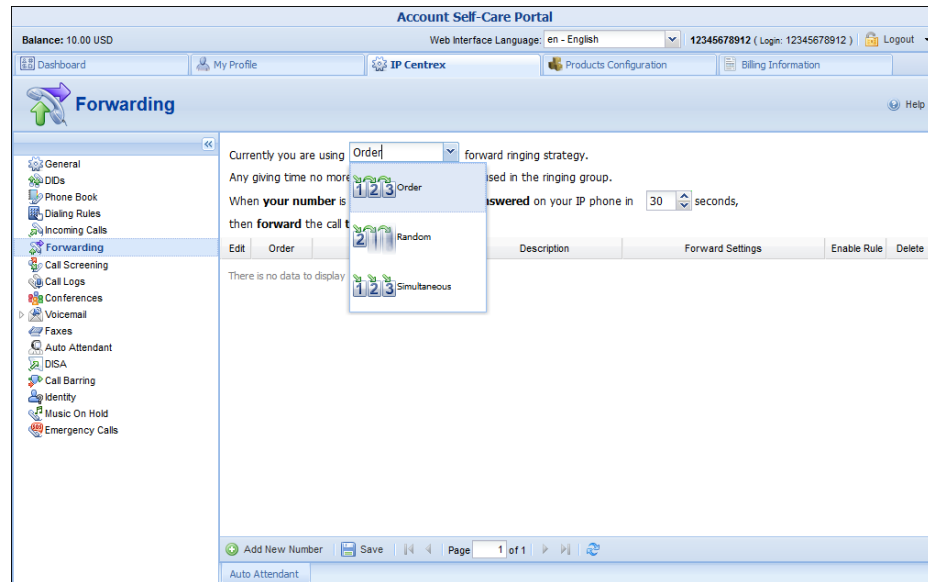 Account Self-Care Portal
Balance: 10.00 USD
Web Interface Language: en - English
12345678912 ( Login: 12345678912 )
Logout
Dashboard
My Profile
IP Centrex
Products Configuration
Billing Information
Forwarding
Help
General
DIDs
Phone Book
Dialing Rules
Incoming Calls
Forwarding
Call Screening
Call Logs
Conferences
Voicemail
Faxes
Auto Attendant
DISA
Call Barring
Identity
Music On Hold
Emergency Calls
Currently you are using Order forward ringing strategy.
Any giving time no more sed in the ringing group.
When your number is swered on your IP phone in 30 seconds,
then forward the call t
Order
Random
Simultaneous
Edit Order Description Forward Settings Enable Rule Delete
There is no data to display
Add New Number Save Page 1 of 1
Auto Attendant